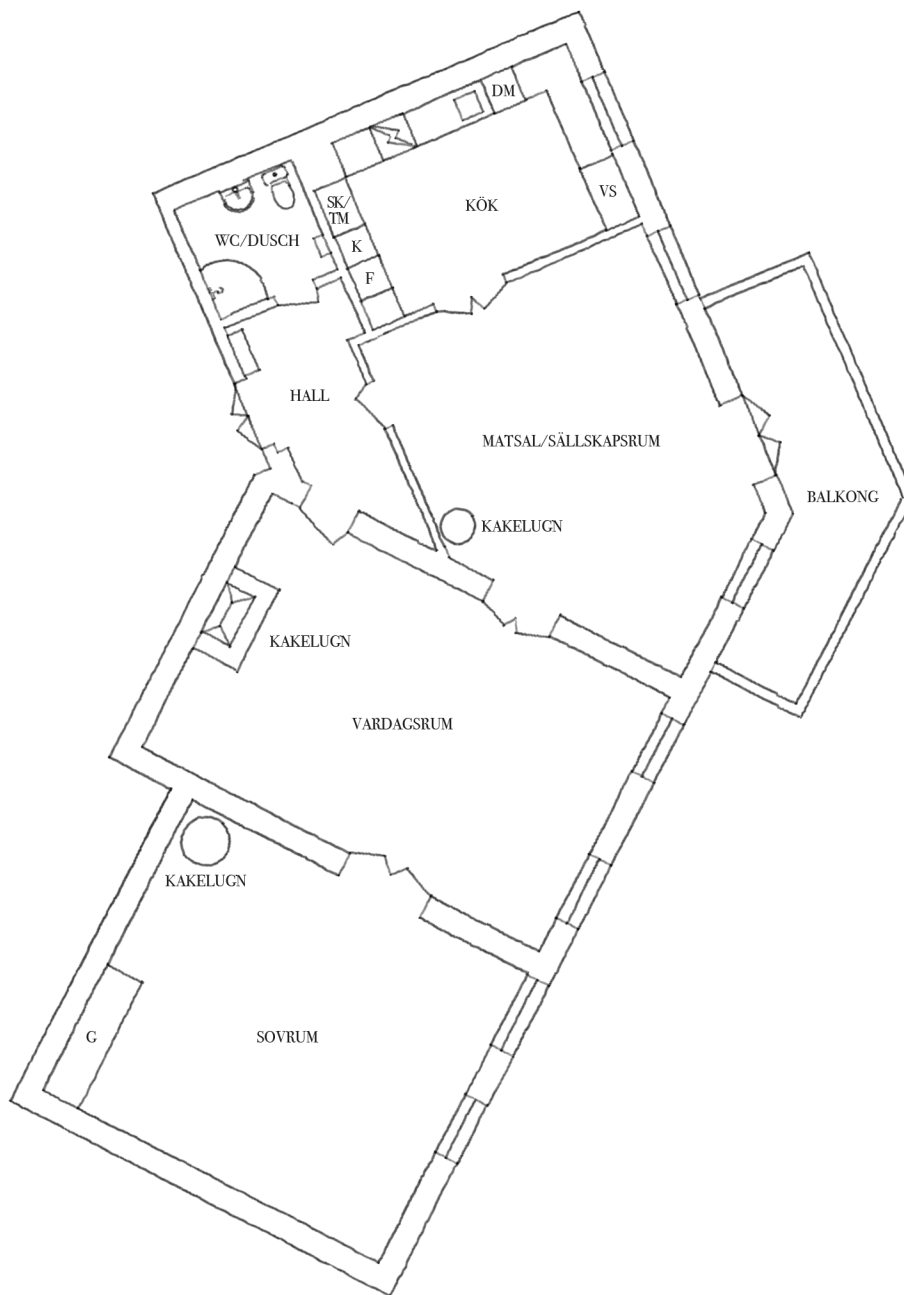 DM
VS
KÖK
SK/
TM
WC/DUSCH
K
F
HALL
MATSAL/SÄLLSKAPSRUM
BALKONG
KAKELUGN
KAKELUGN
VARDAGSRUM
KAKELUGN
G
SOVRUM